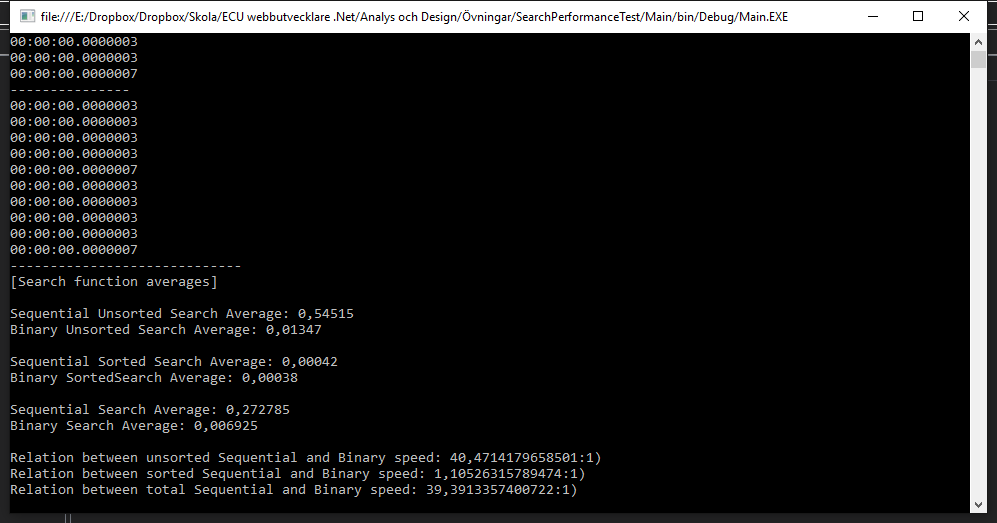 file:///E:/Dropbox/Dropbox/Skola/ECU webbutvecklare .Net/Analys och Design/Övningar/SearchPerformanceTest/Main/bin/Debug/Main.EXE
00:00:00.0000003
00:00:00.0000003
00:00:00.0000007
---------------
00:00:00.0000003
00:00:00.0000003
00:00:00.0000003
00:00:00.0000003
00:00:00.0000007
00:00:00.0000003
00:00:00.0000003
00:00:00.0000003
00:00:00.0000003
00:00:00.0000007
-----------------------------
[Search function averages]
Sequential Unsorted Search Average: 0,54515
Binary Unsorted Search Average: 0,01347
Sequential Sorted Search Average: 0,00042
Binary SortedSearch Average: 0,00038
Sequential Search Average: 0,272785
Binary Search Average: 0,006925
Relation between unsorted Sequential and Binary speed: 40,4714179658501:1)
Relation between sorted Sequential and Binary speed: 1,10526315789474:1)
Relation between total Sequential and Binary speed: 39,3913357400722:1)